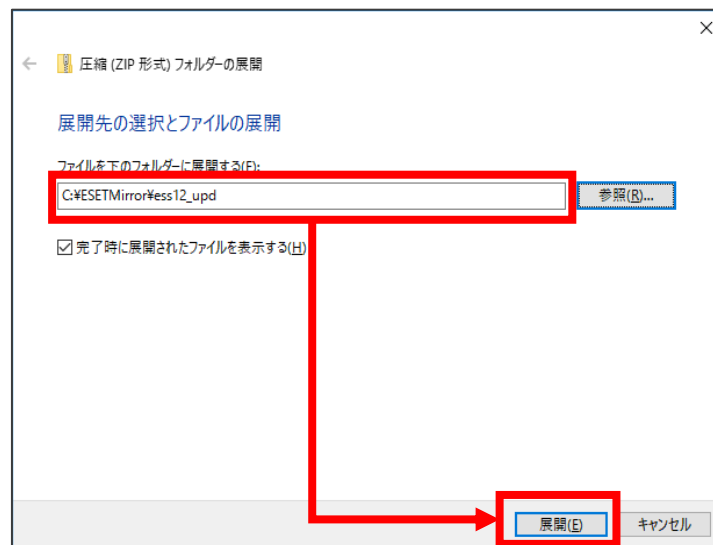 圧縮 (ZIP 形式) フォルダーの展開
展開先の選択とファイルの展開
ファイルを下のフォルダーに展開する(F):
C:¥ESETMirror¥ess12_upd
参照(R)...
完了時に展開されたファイルを表示する(H)
展開(E)
キャンセル